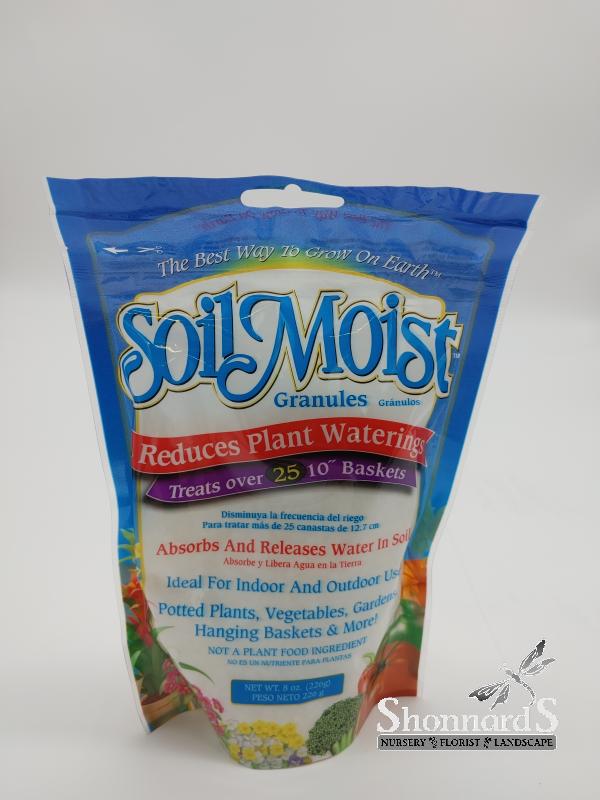 The Best Way To Grow On Earth™
Soil Moist™
Granules Gránulos
Reduces Plant Waterings
Treats over 25 10" Baskets
Disminuya la frecuencia del riego
Para tratar más de 25 canastas de 12.7 cm
Absorbs And Releases Water In Soil
Absorbe y Libera Agua en la Tierra
Ideal For Indoor And Outdoor Use
Potted Plants, Vegetables, Gardens,
Hanging Baskets & More!
NOT A PLANT FOOD INGREDIENT
NO ES UN NUTRIENTE PARA PLANTAS
NET WT. 8 oz. (226g)
PESO NETO 226 g
ShonnardS
NURSERY FLORIST LANDSCAPE